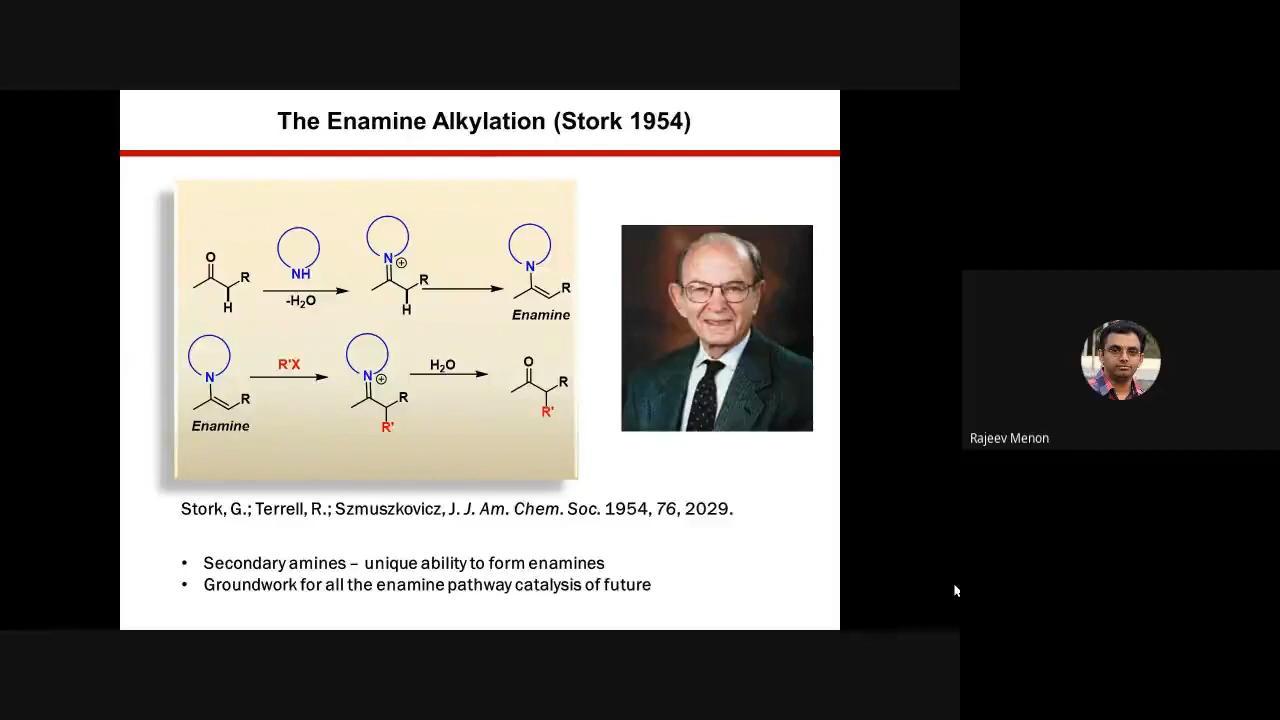 The Enamine Alkylation (Stork 1954)
O
R
H
NH
-H₂O
N
⊕
R
H
N
R
Enamine
N
R
Enamine
R'X
N
⊕
R
R'
H₂O
O
R
R'
Stork, G.; Terrell, R.; Szmuszkovicz, J. J. Am. Chem. Soc. 1954, 76, 2029.
• Secondary amines – unique ability to form enamines
• Groundwork for all the enamine pathway catalysis of future
Rajeev Menon